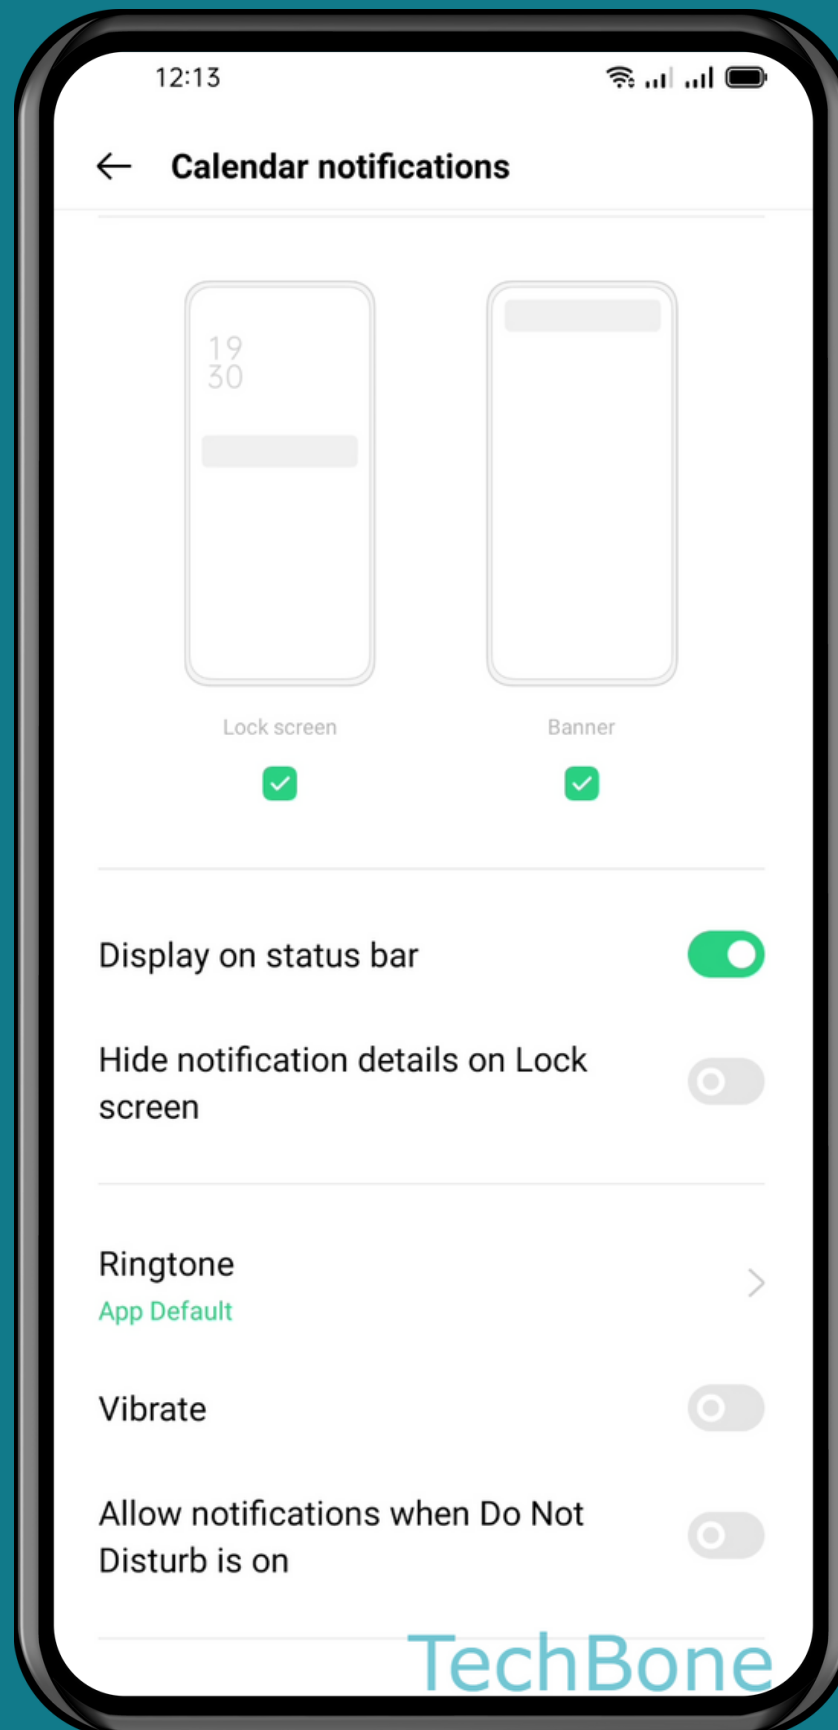 12:13
Calendar notifications
19
30
Lock screen
Banner
Display on status bar
Hide notification details on Lock
screen
Ringtone
App Default
Vibrate
Allow notifications when Do Not
Disturb is on
TechBone